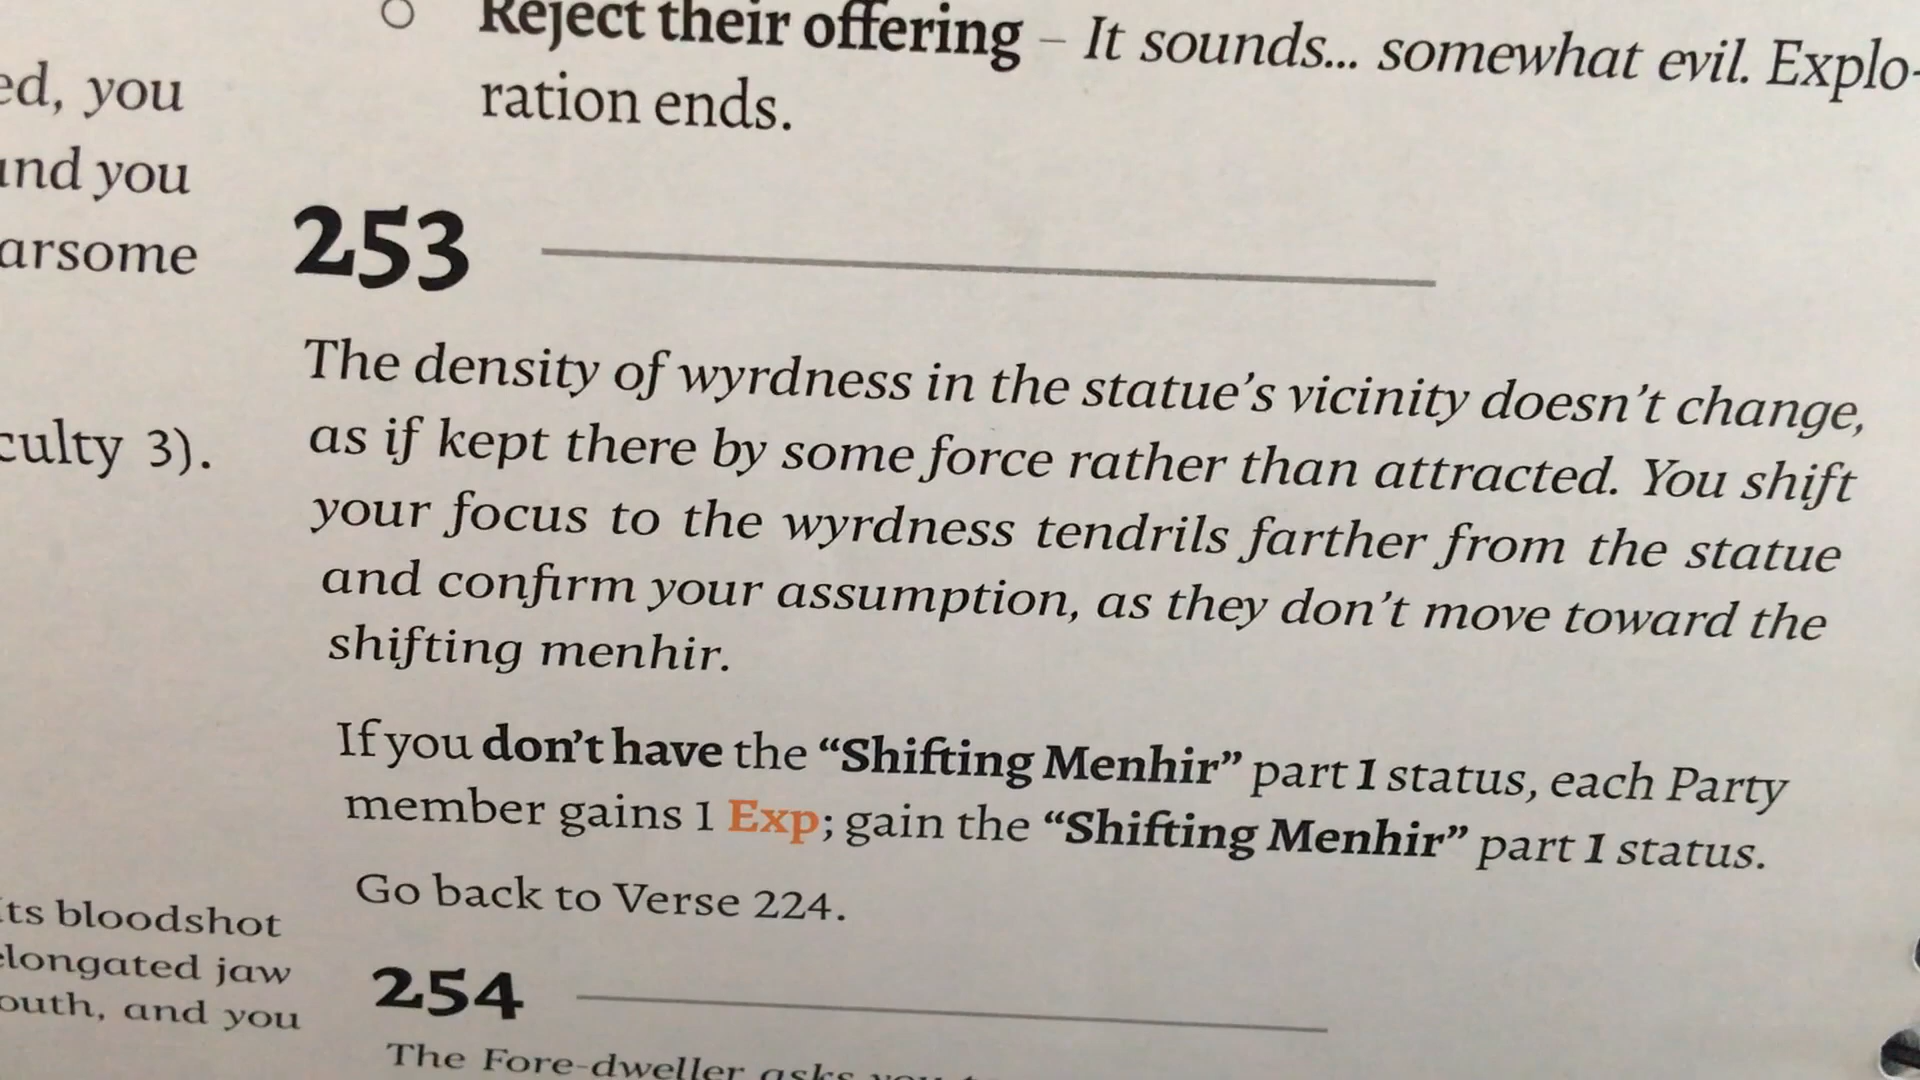 ed, you
and you
arsome
culty 3).
ts bloodshot
elongated jaw
outh, and you
Reject their offering – It sounds... somewhat evil. Explo-
ration ends.
253
The density of wyrdness in the statue’s vicinity doesn’t change,
as if kept there by some force rather than attracted. You shift
your focus to the wyrdness tendrils farther from the statue
and confirm your assumption, as they don’t move toward the
shifting menhir.
If you don’t have the “Shifting Menhir” part 1 status, each Party
member gains 1 Exp; gain the “Shifting Menhir” part 1 status.
Go back to Verse 224.
254
The Fore-dweller asks you